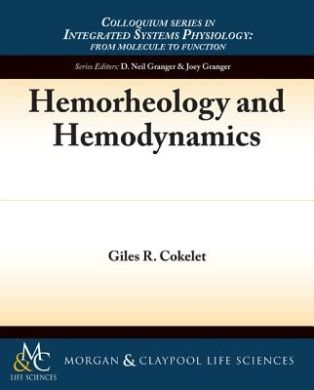 COLLOQUIUM SERIES IN
INTEGRATED SYSTEMS PHYSIOLOGY:
FROM MOLECULE TO FUNCTION
Series Editors: D. Neil Granger & Joey Granger
Hemorheology and
Hemodynamics
Giles R. Cokelet
M&C
LIFE SCIENCES
MORGAN & CLAYPOOL LIFE SCIENCES